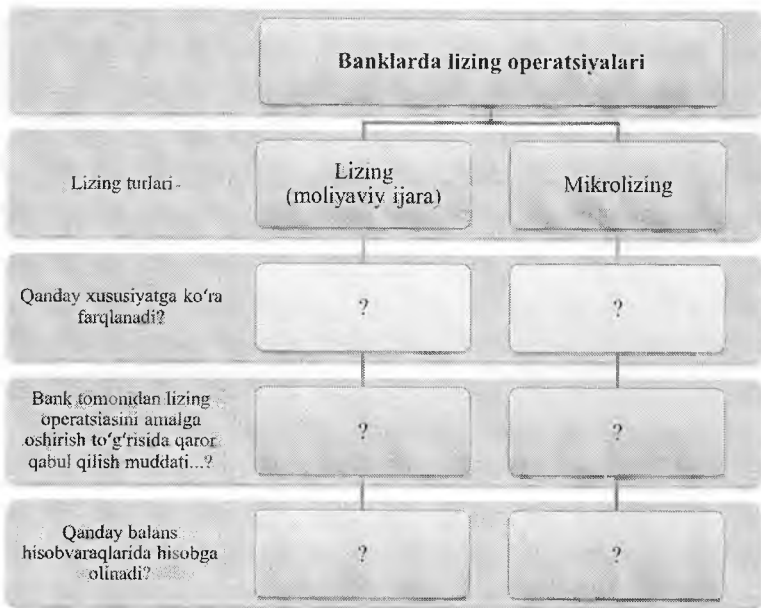 Banklarda lizing operatsiyalari
Lizing turlari -
Lizing
(moliyaviv ijara)
Mikrolizing
Qanday xususiyatga ko‘ra
farqlanadi?
?
?
Bank tomonidan lizing
operatsiasini amalga
oshirish to‘g‘risida qaror
qabul qilish muddati...?
?
?
Qanday balans
hisobvaraqlarida hisobga
olinadi?
?
?